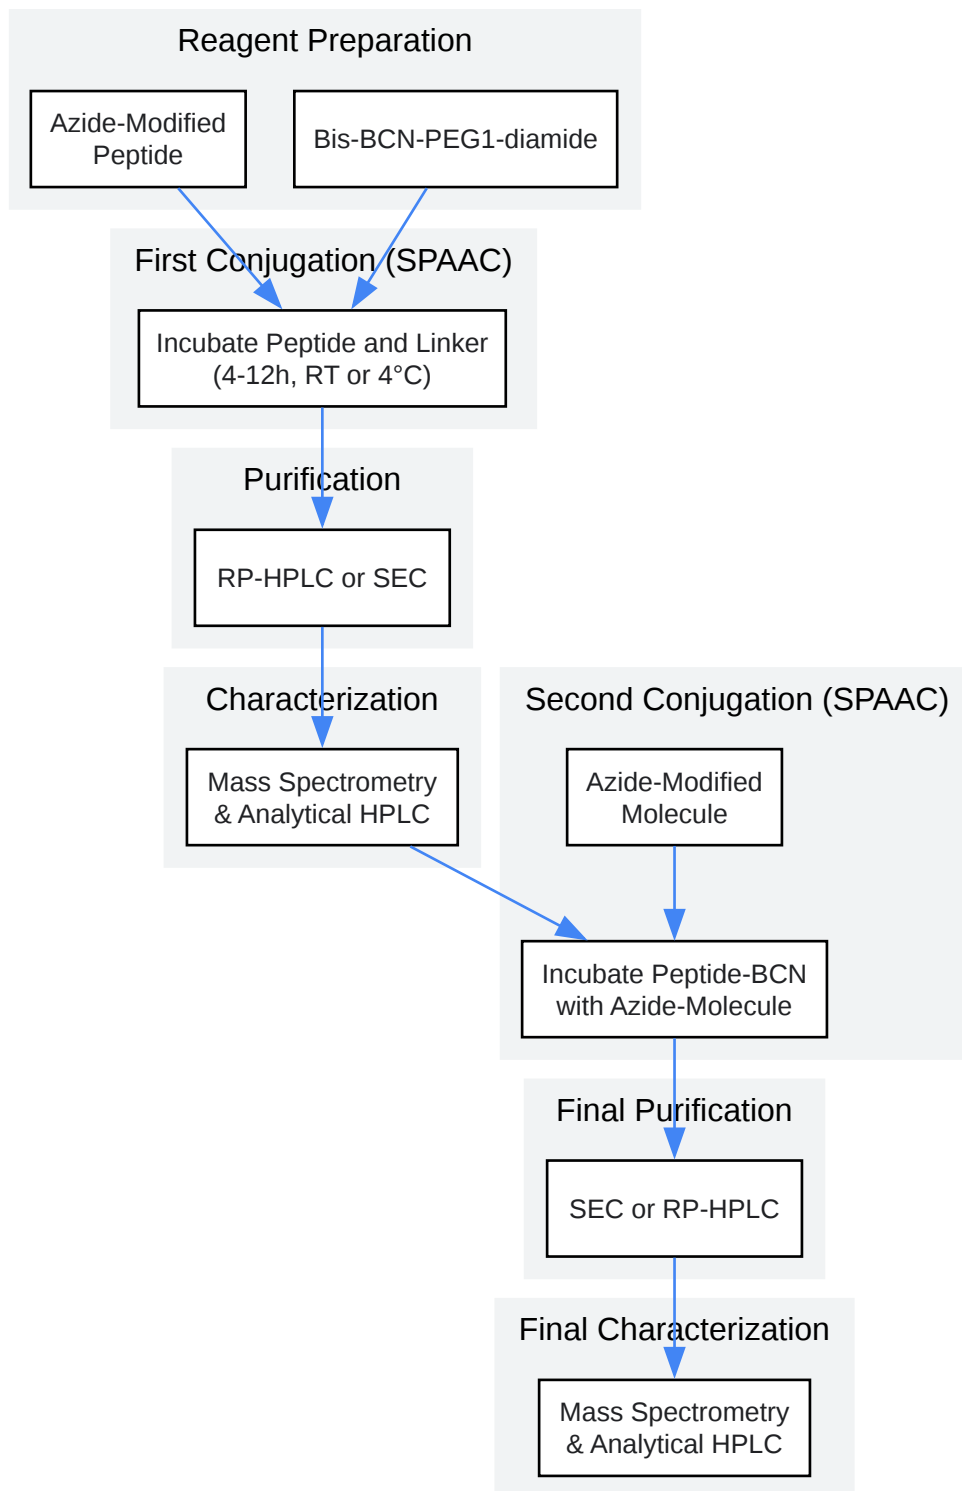 Reagent Preparation
Azide-Modified
Peptide
Bis-BCN-PEG1-diamide
First Conjugation (SPAAC)
Incubate Peptide and Linker
(4-12h, RT or 4°C)
Purification
RP-HPLC or SEC
Characterization
Mass Spectrometry
& Analytical HPLC
Second Conjugation (SPAAC)
Azide-Modified
Molecule
Incubate Peptide-BCN
with Azide-Molecule
Final Purification
SEC or RP-HPLC
Final Characterization
Mass Spectrometry
& Analytical HPLC